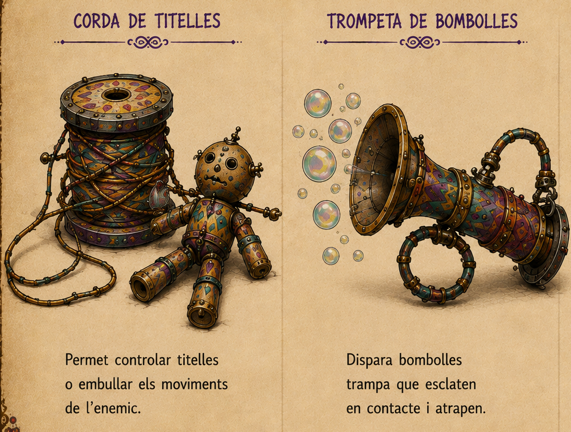 CORDA DE TITELLES
Permet controlar titelles
o embullar els moviments
de l'enemic.
TROMPETA DE BOMBOLLES
Dispara bombolles
trampa que esclaten
en contacte i atrapen.